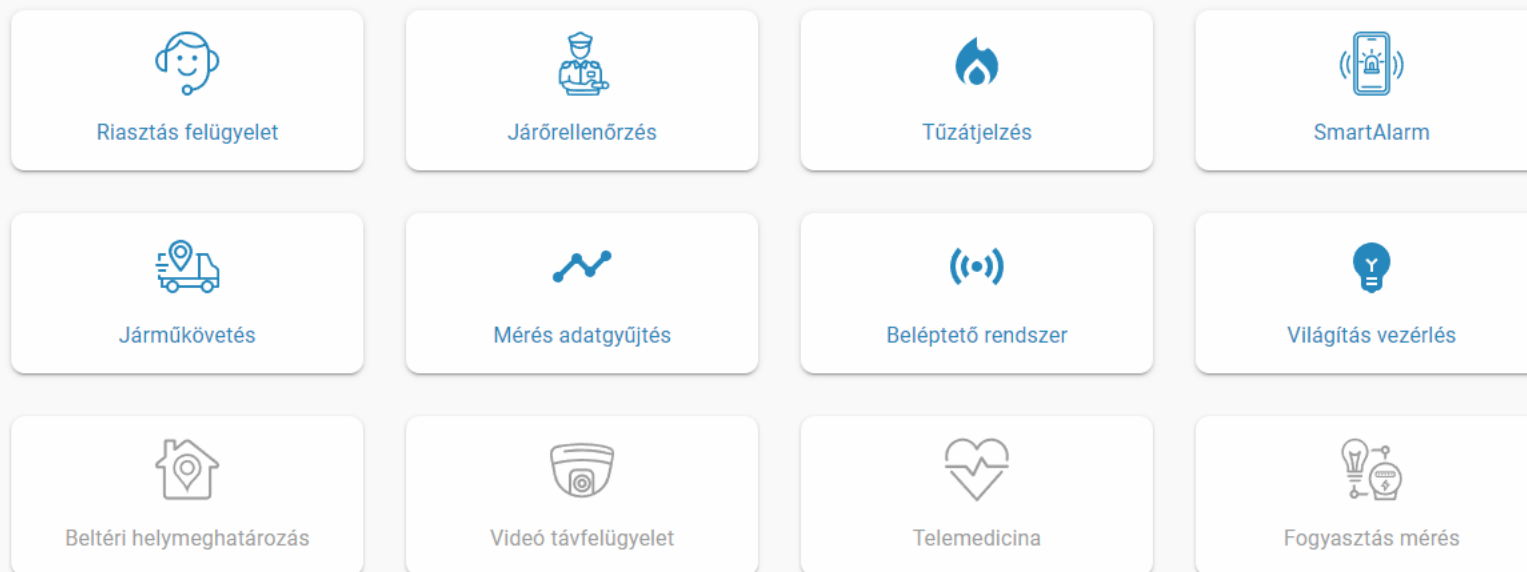 Riasztás felügyelet
Járőrellenőrzés
Tűzátjelzés
SmartAlarm
Járműkövetés
Mérés adatgyűjtés
Beléptető rendszer
Világítás vezérlés
Beltéri helymeghatározás
Videó távfelügyelet
Telemedicina
Fogyasztás mérés